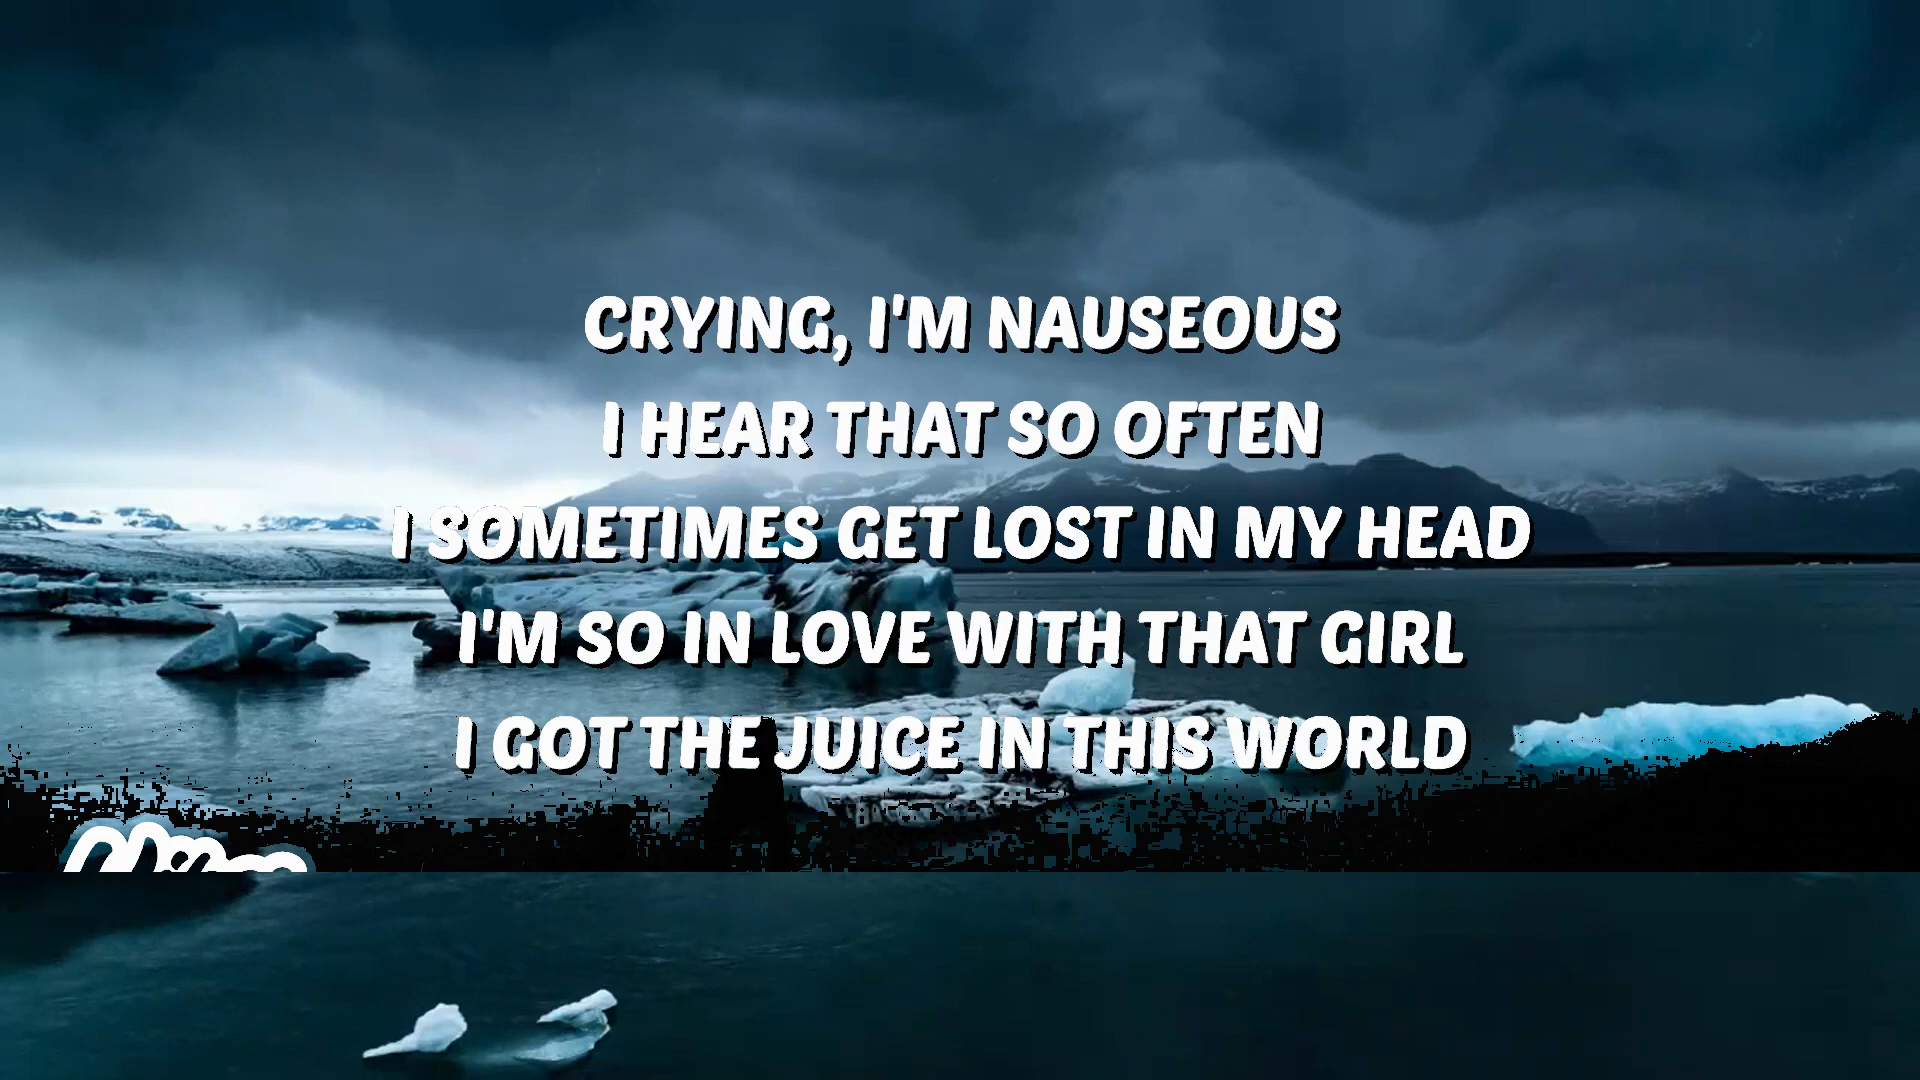 CRYING, I'M NAUSEOUS
I HEAR THAT SO OFTEN
I SOMETIMES GET LOST IN MY HEAD
I'M SO IN LOVE WITH THAT GIRL
I GOT THE JUICE IN THIS WORLD